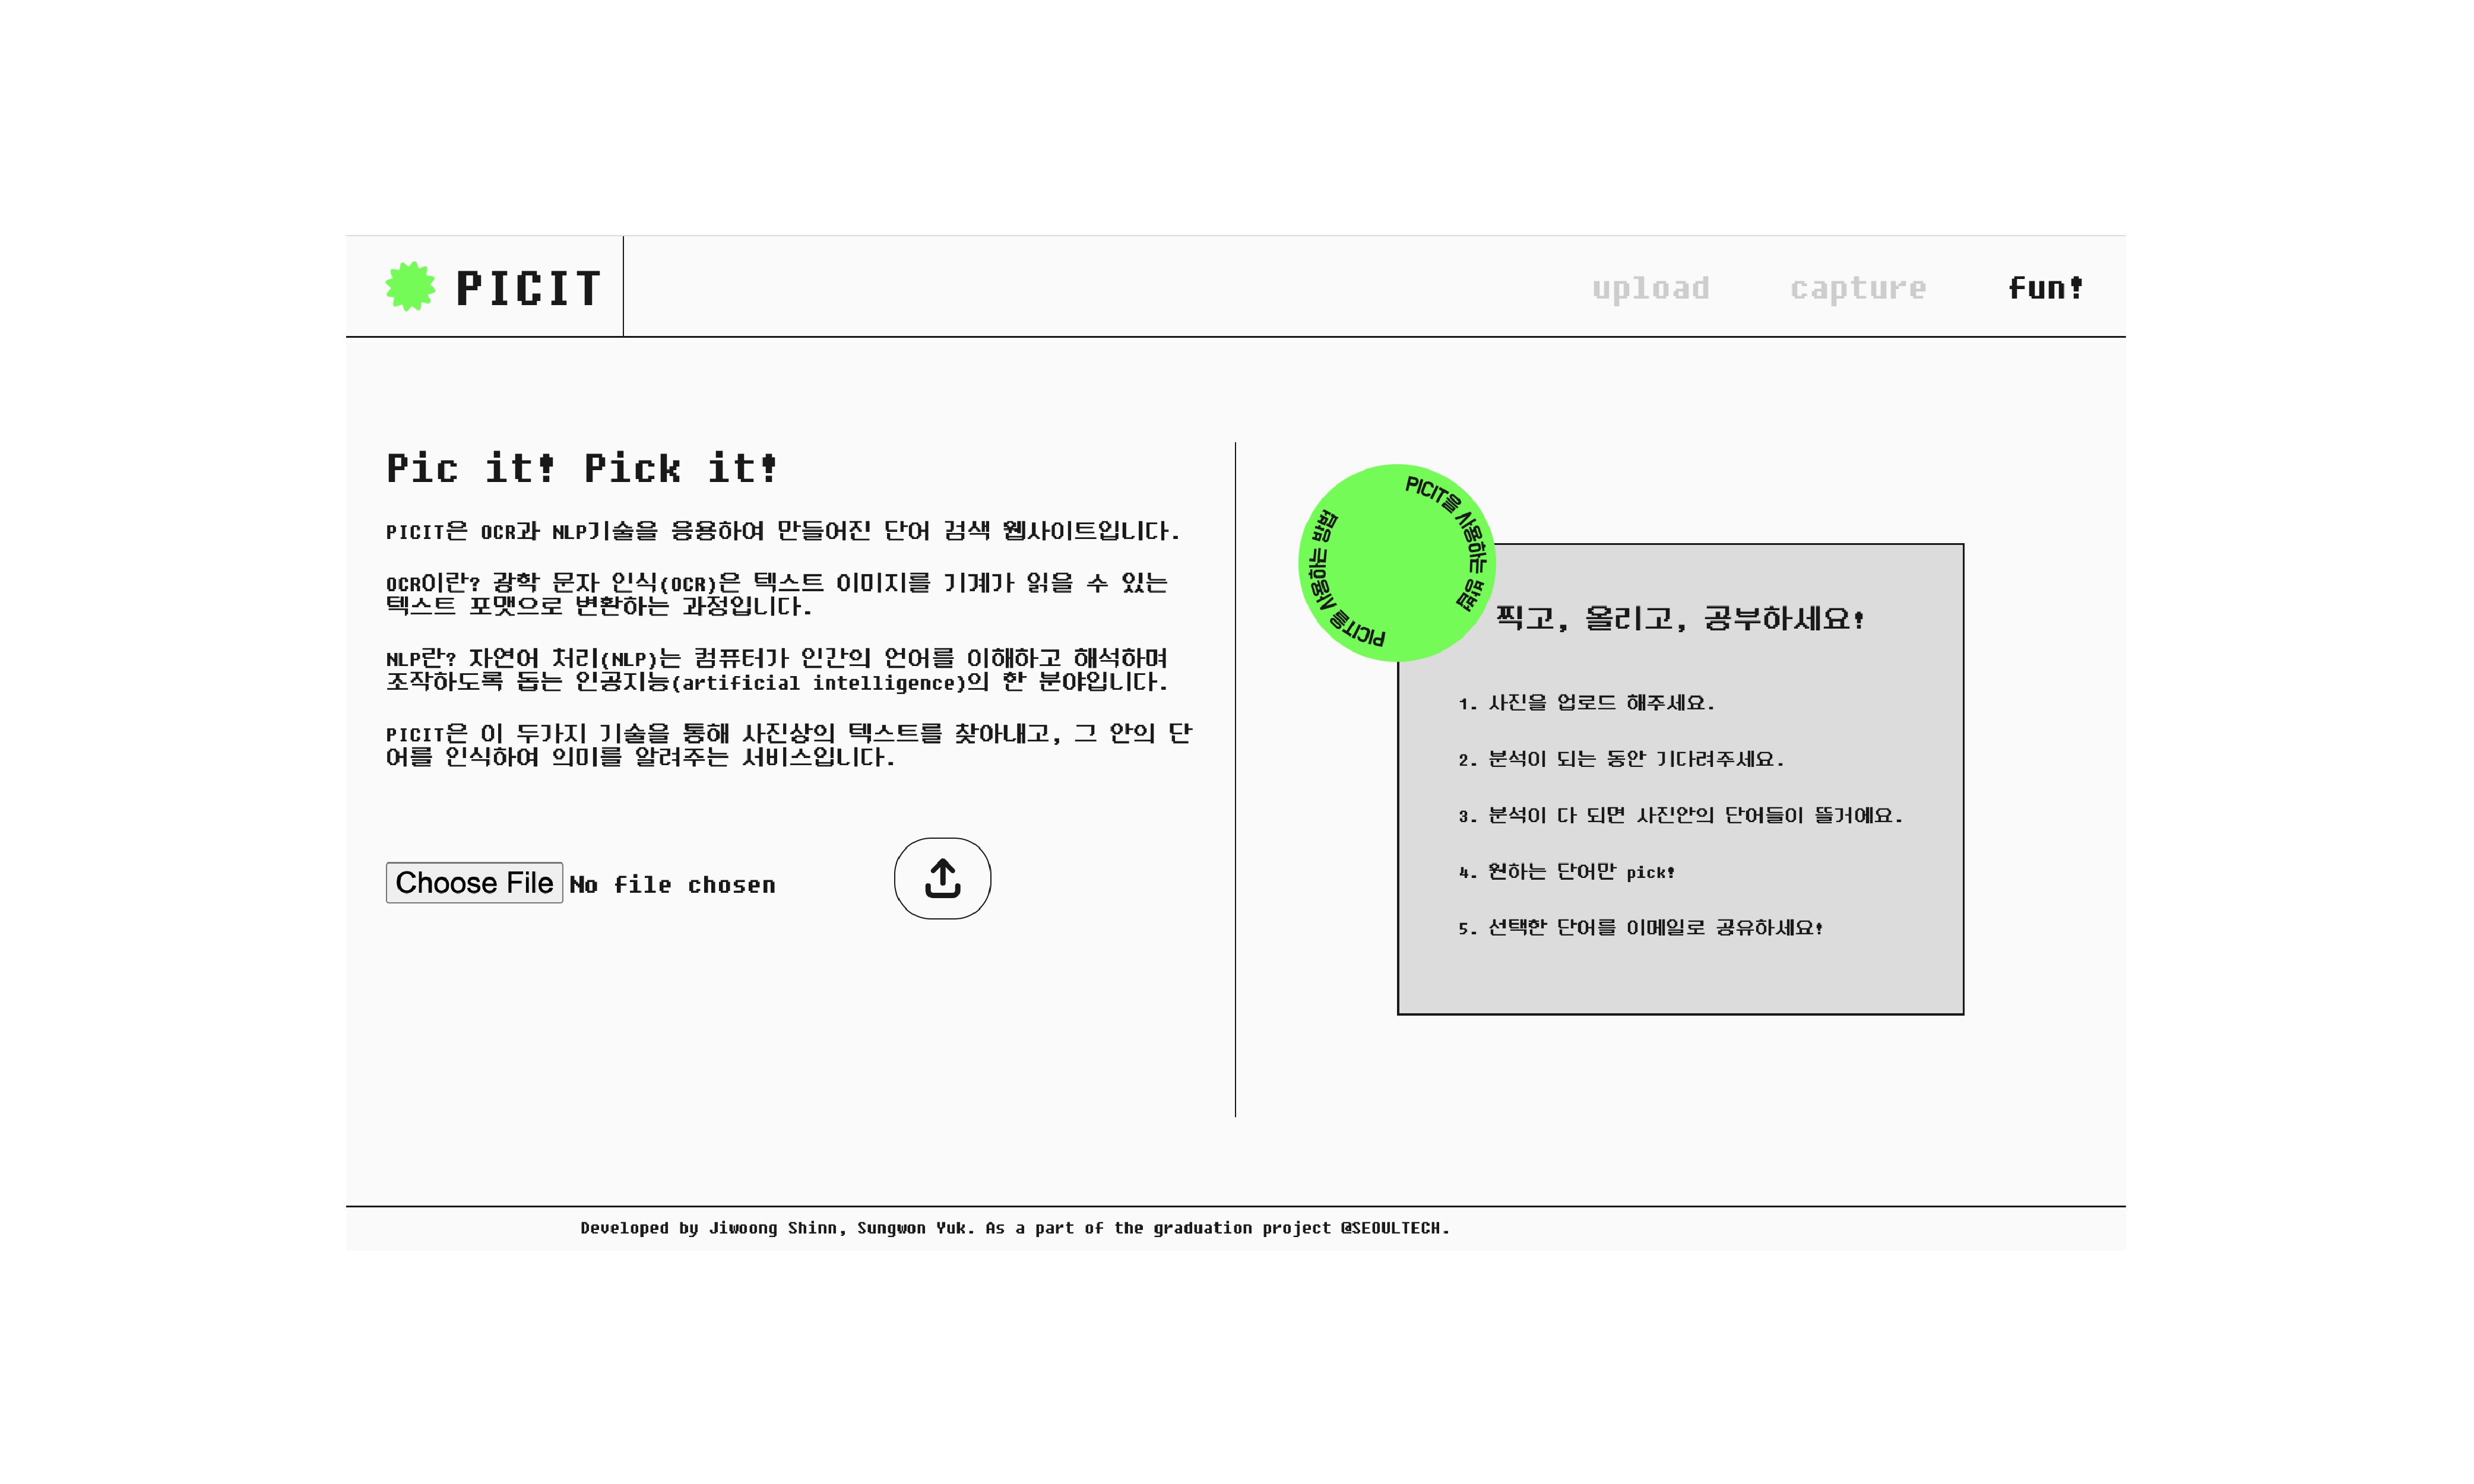 PICIT
upload
capture
fun!
Pic it! Pick it!
PICIT은 OCR과 NLP기술을 응용하여 만들어진 단어 검색 웹사이트입니다.
OCR이란? 광학 문자 인식(OCR)은 텍스트 이미지를 기계가 읽을 수 있는
텍스트 포맷으로 변환하는 과정입니다.
NLP란? 자연어 처리(NLP)는 컴퓨터가 인간의 언어를 이해하고 해석하며
조작하도록 돕는 인공지능(artificial intelligence)의 한 분야입니다.
PICIT은 이 두가지 기술을 통해 사진상의 텍스트를 찾아내고, 그 안의 단
어를 인식하여 의미를 알려주는 서비스입니다.
Choose File No file chosen
PICIT을 사용하는 방법
PICIT를 사용하는 방법
찍고, 올리고, 공부하세요!
1. 사진을 업로드 해주세요.
2. 분석이 되는 동안 기다려주세요.
3. 분석이 다 되면 사진안의 단어들이 뜰거에요.
4. 원하는 단어만 pick!
5. 선택한 단어를 이메일로 공유하세요!
Developed by Jiwoong Shinn, Sungwon Yuk. As a part of the graduation project @SEOULTECH.